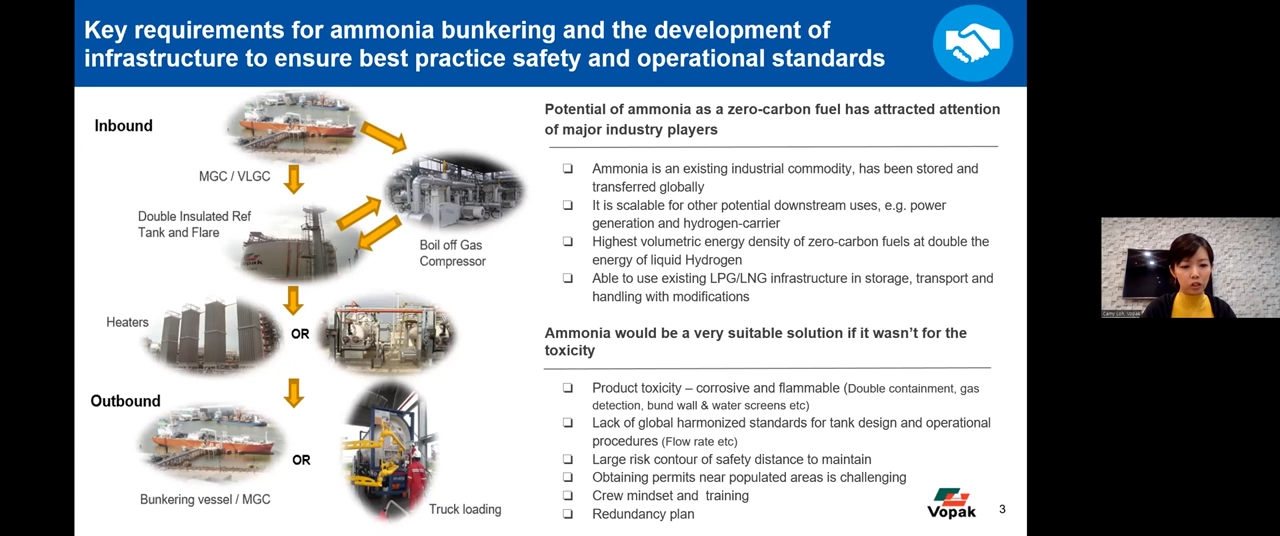 Key requirements for ammonia bunkering and the development of
infrastructure to ensure best practice safety and operational standards
Inbound
MGC / VLGC
Double Insulated Ref
Tank and Flare
Boil off Gas
Compressor
Heaters
OR
Outbound
OR
Bunkering vessel / MGC
Truck loading
Potential of ammonia as a zero-carbon fuel has attracted attention
of major industry players
Ammonia is an existing industrial commodity, has been stored and
transferred globally
It is scalable for other potential downstream uses, e.g. power
generation and hydrogen-carrier
Highest volumetric energy density of zero-carbon fuels at double the
energy of liquid Hydrogen
Able to use existing LPG/LNG infrastructure in storage, transport and
handling with modifications
Ammonia would be a very suitable solution if it wasn’t for the
toxicity
Product toxicity – corrosive and flammable (Double containment, gas
detection, bund wall & water screens etc)
Lack of global harmonized standards for tank design and operational
procedures (Flow rate etc)
Large risk contour of safety distance to maintain
Obtaining permits near populated areas is challenging
Crew mindset and training
Redundancy plan
Vopak
3
Vopak